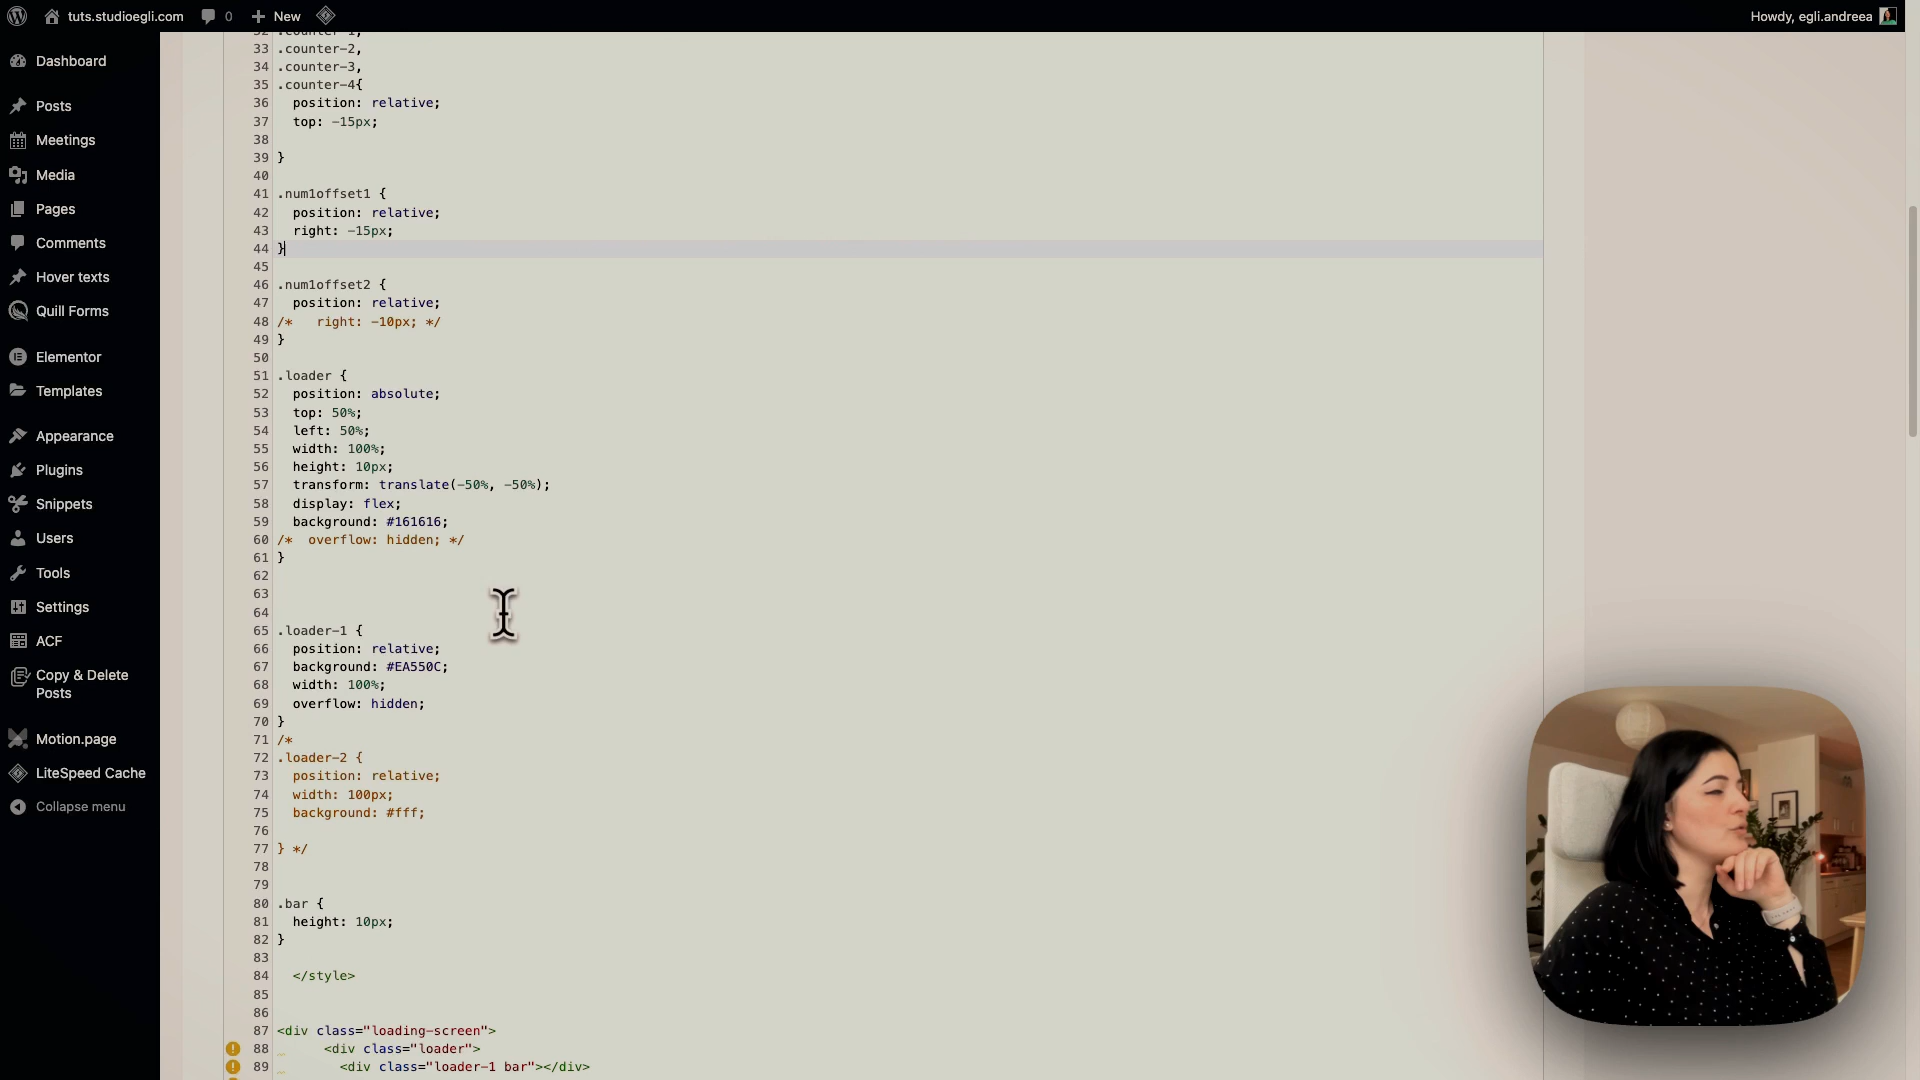 tuts.studioegli.com
0
New
Howdy, egli.andreea
Dashboard
Posts
Meetings
Media
Pages
Comments
Hover texts
Quill Forms
Elementor
Templates
Appearance
Plugins
Snippets
Users
Tools
Settings
ACF
Copy & Delete
Posts
Motion.page
LiteSpeed Cache
Collapse menu
32 .counter-1,
33 .counter-2,
34 .counter-3,
35 .counter-4{
36 position: relative;
37 top: -15px;
38
39 }
40
41 .num1offset1 {
42 position: relative;
43 right: -15px;
44 }
45
46 .num1offset2 {
47 position: relative;
48 /* right: -10px; */
49 }
50
51 .loader {
52 position: absolute;
53 top: 50%;
54 left: 50%;
55 width: 100%;
56 height: 10px;
57 transform: translate(-50%, -50%);
58 display: flex;
59 background: #161616;
60 /* overflow: hidden; */
61 }
62
63
64
65 .loader-1 {
66 position: relative;
67 background: #EA550C;
68 width: 100%;
69 overflow: hidden;
70 }
71 /*
72 .loader-2 {
73 position: relative;
74 width: 100px;
75 background: #fff;
76
77 } */
78
79
80 .bar {
81 height: 10px;
82 }
83
84 </style>
85
86
87 <div class="loading-screen">
88 <div class="loader">
89 <div class="loader-1 bar"></div>